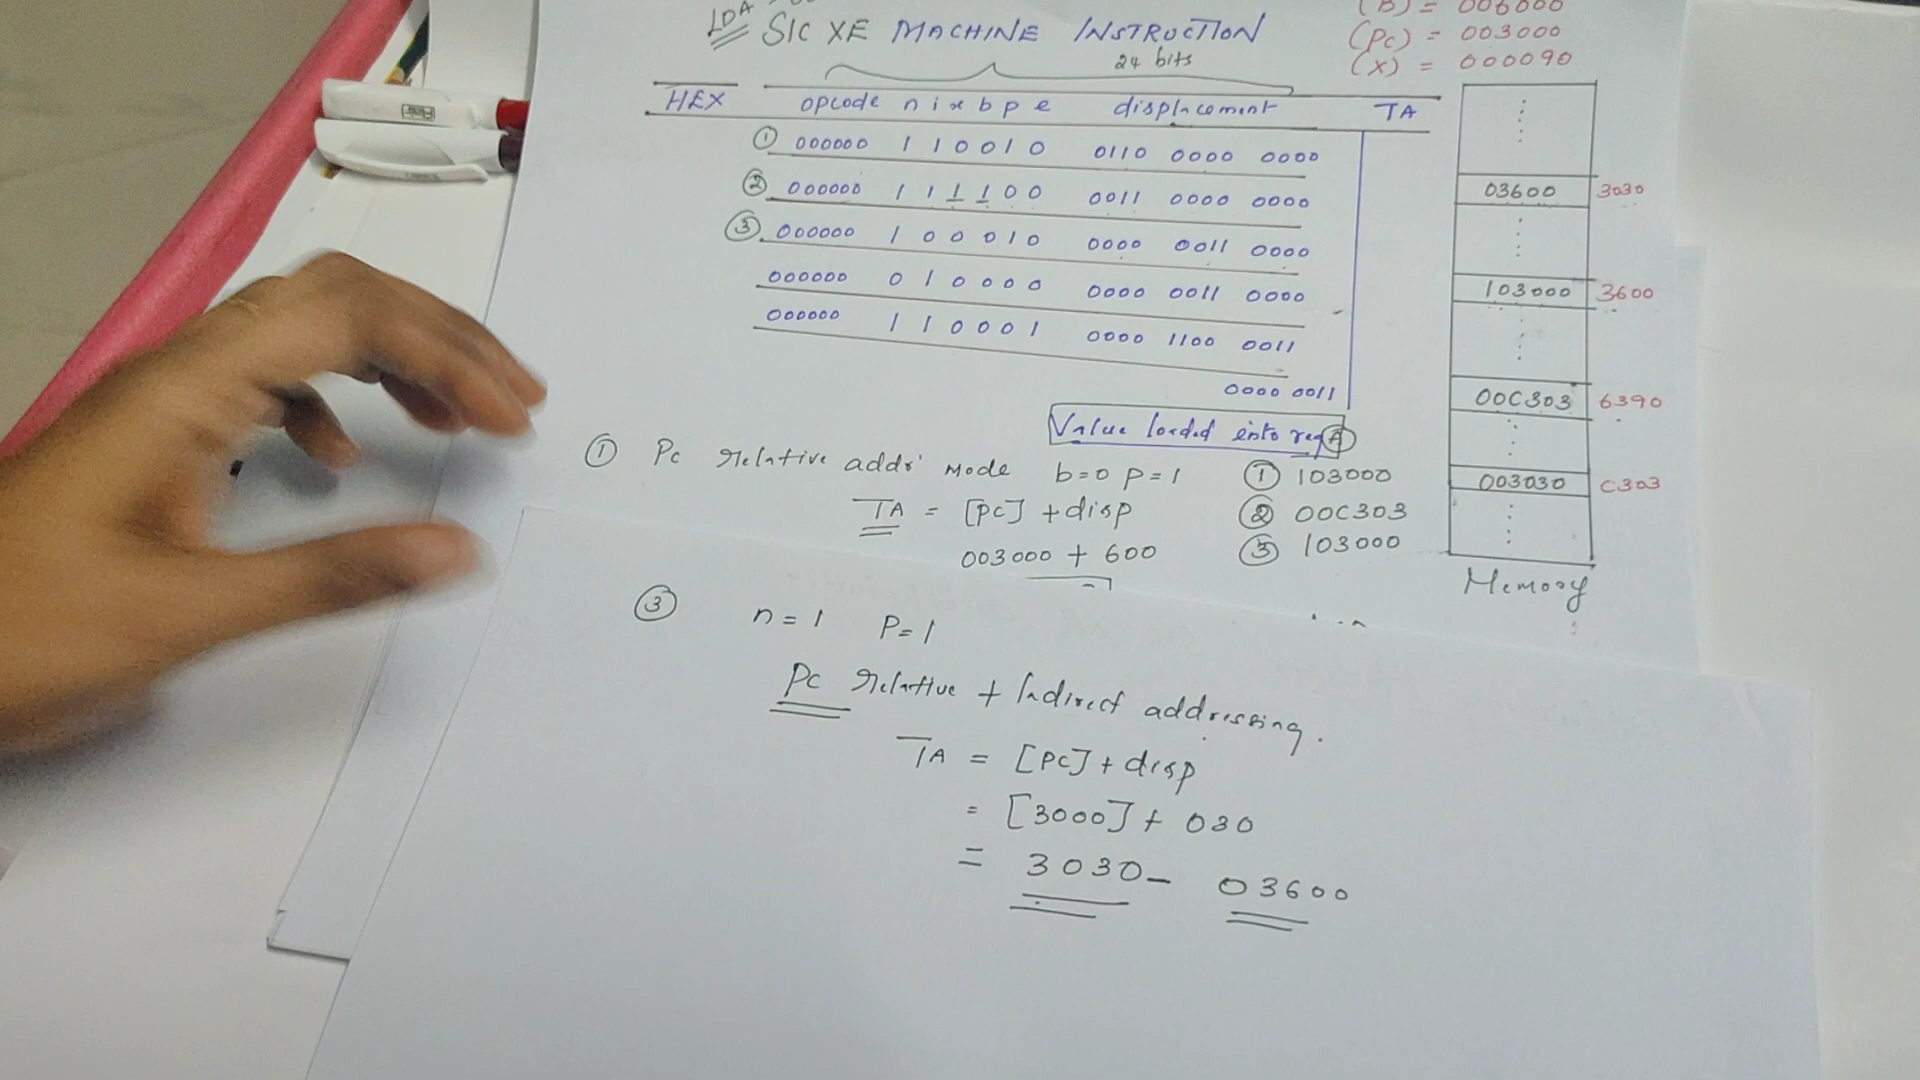 LDA SIC XE MACHINE INSTRUCTION
24 bits
(B) = 006000
(PC) = 003000
(X) = 000090
HEX opcode n i x b p e displacement TA
① 000000 1 1 0 0 1 0 0110 0000 0000
② 000000 1 1 1 1 0 0 0011 0000 0000
③ 000000 1 0 0 0 1 0 0000 0011 0000
000000 0 1 0 0 0 0 0000 0011 0000
000000 1 1 0 0 0 1 0000 1100 0011
0000 0011
Value loaded into reg A
① 103000
② 00C303
③ 103000
03600 3030
103000 3600
00C303 6390
003030 C303
Memory
① Pc relative addr' mode b=0 p=1
TA = [PC] + disp
003000 + 600
③ n=1 P=1
PC relative + Indirect addressing.
TA = [PC] + disp
= [3000] + 030
= 3030 - 03600